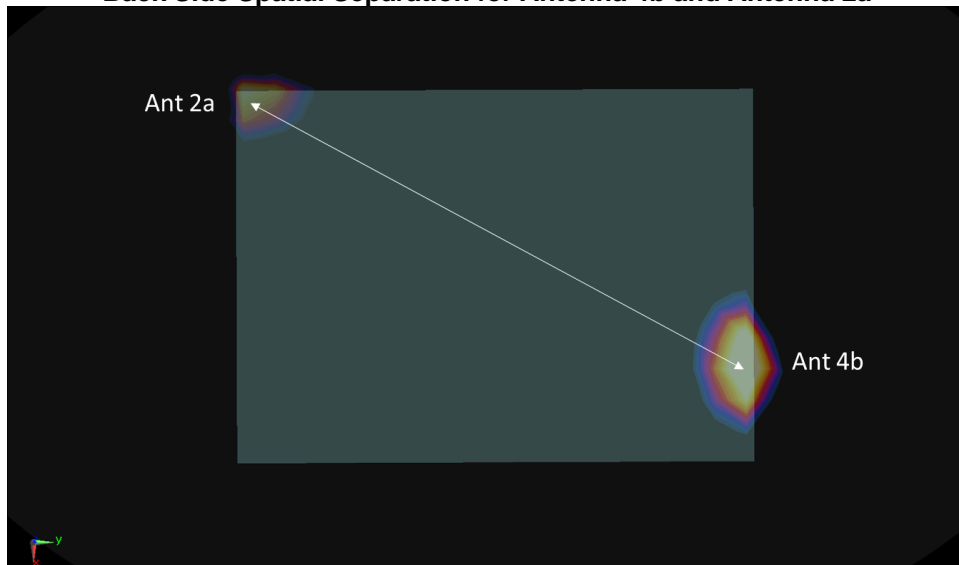 Back Side Spatial Separation for Antenna 4b and Antenna 2a
Ant 2a
Ant 4b
y
x